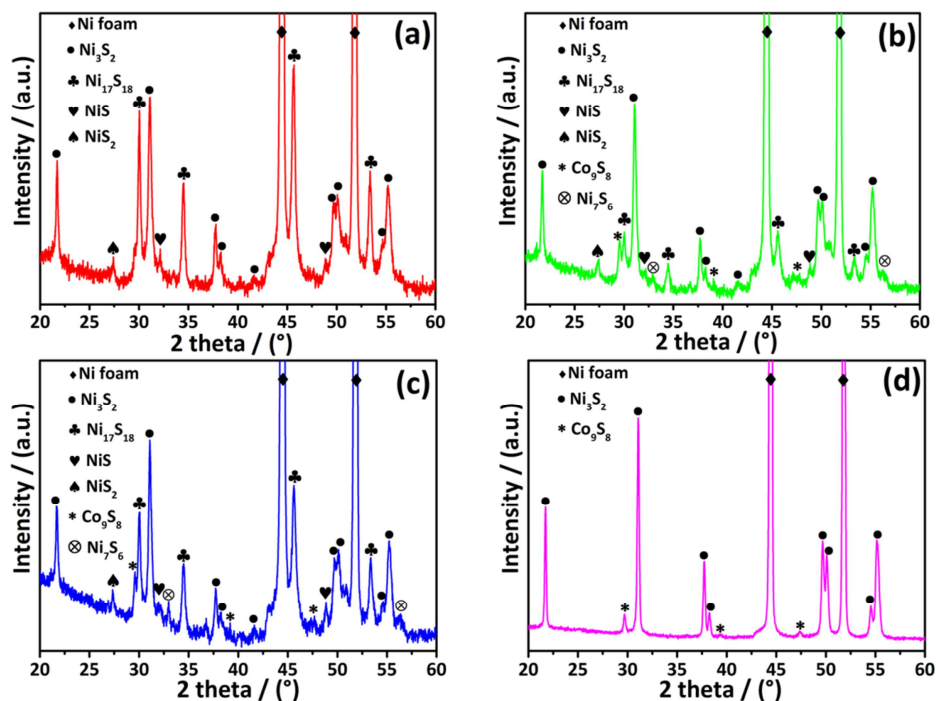 (a)
♦ Ni foam
● Ni₃S₂
♣ Ni₁₇S₁₈
♥ NiS
♠ NiS₂
Intensity / (a.u.)
20 25 30 35 40 45 50 55 60
2 theta / (°)
(b)
♦ Ni foam
● Ni₃S₂
♣ Ni₁₇S₁₈
♥ NiS
♠ NiS₂
* Co₉S₈
⊗ Ni₇S₆
Intensity / (a.u.)
20 25 30 35 40 45 50 55 60
2 theta / (°)
(c)
♦ Ni foam
● Ni₃S₂
♣ Ni₁₇S₁₈
♥ NiS
♠ NiS₂
* Co₉S₈
⊗ Ni₇S₆
Intensity / (a.u.)
20 25 30 35 40 45 50 55 60
2 theta / (°)
(d)
♦ Ni foam
● Ni₃S₂
* Co₉S₈
Intensity / (a.u.)
20 25 30 35 40 45 50 55 60
2 theta / (°)